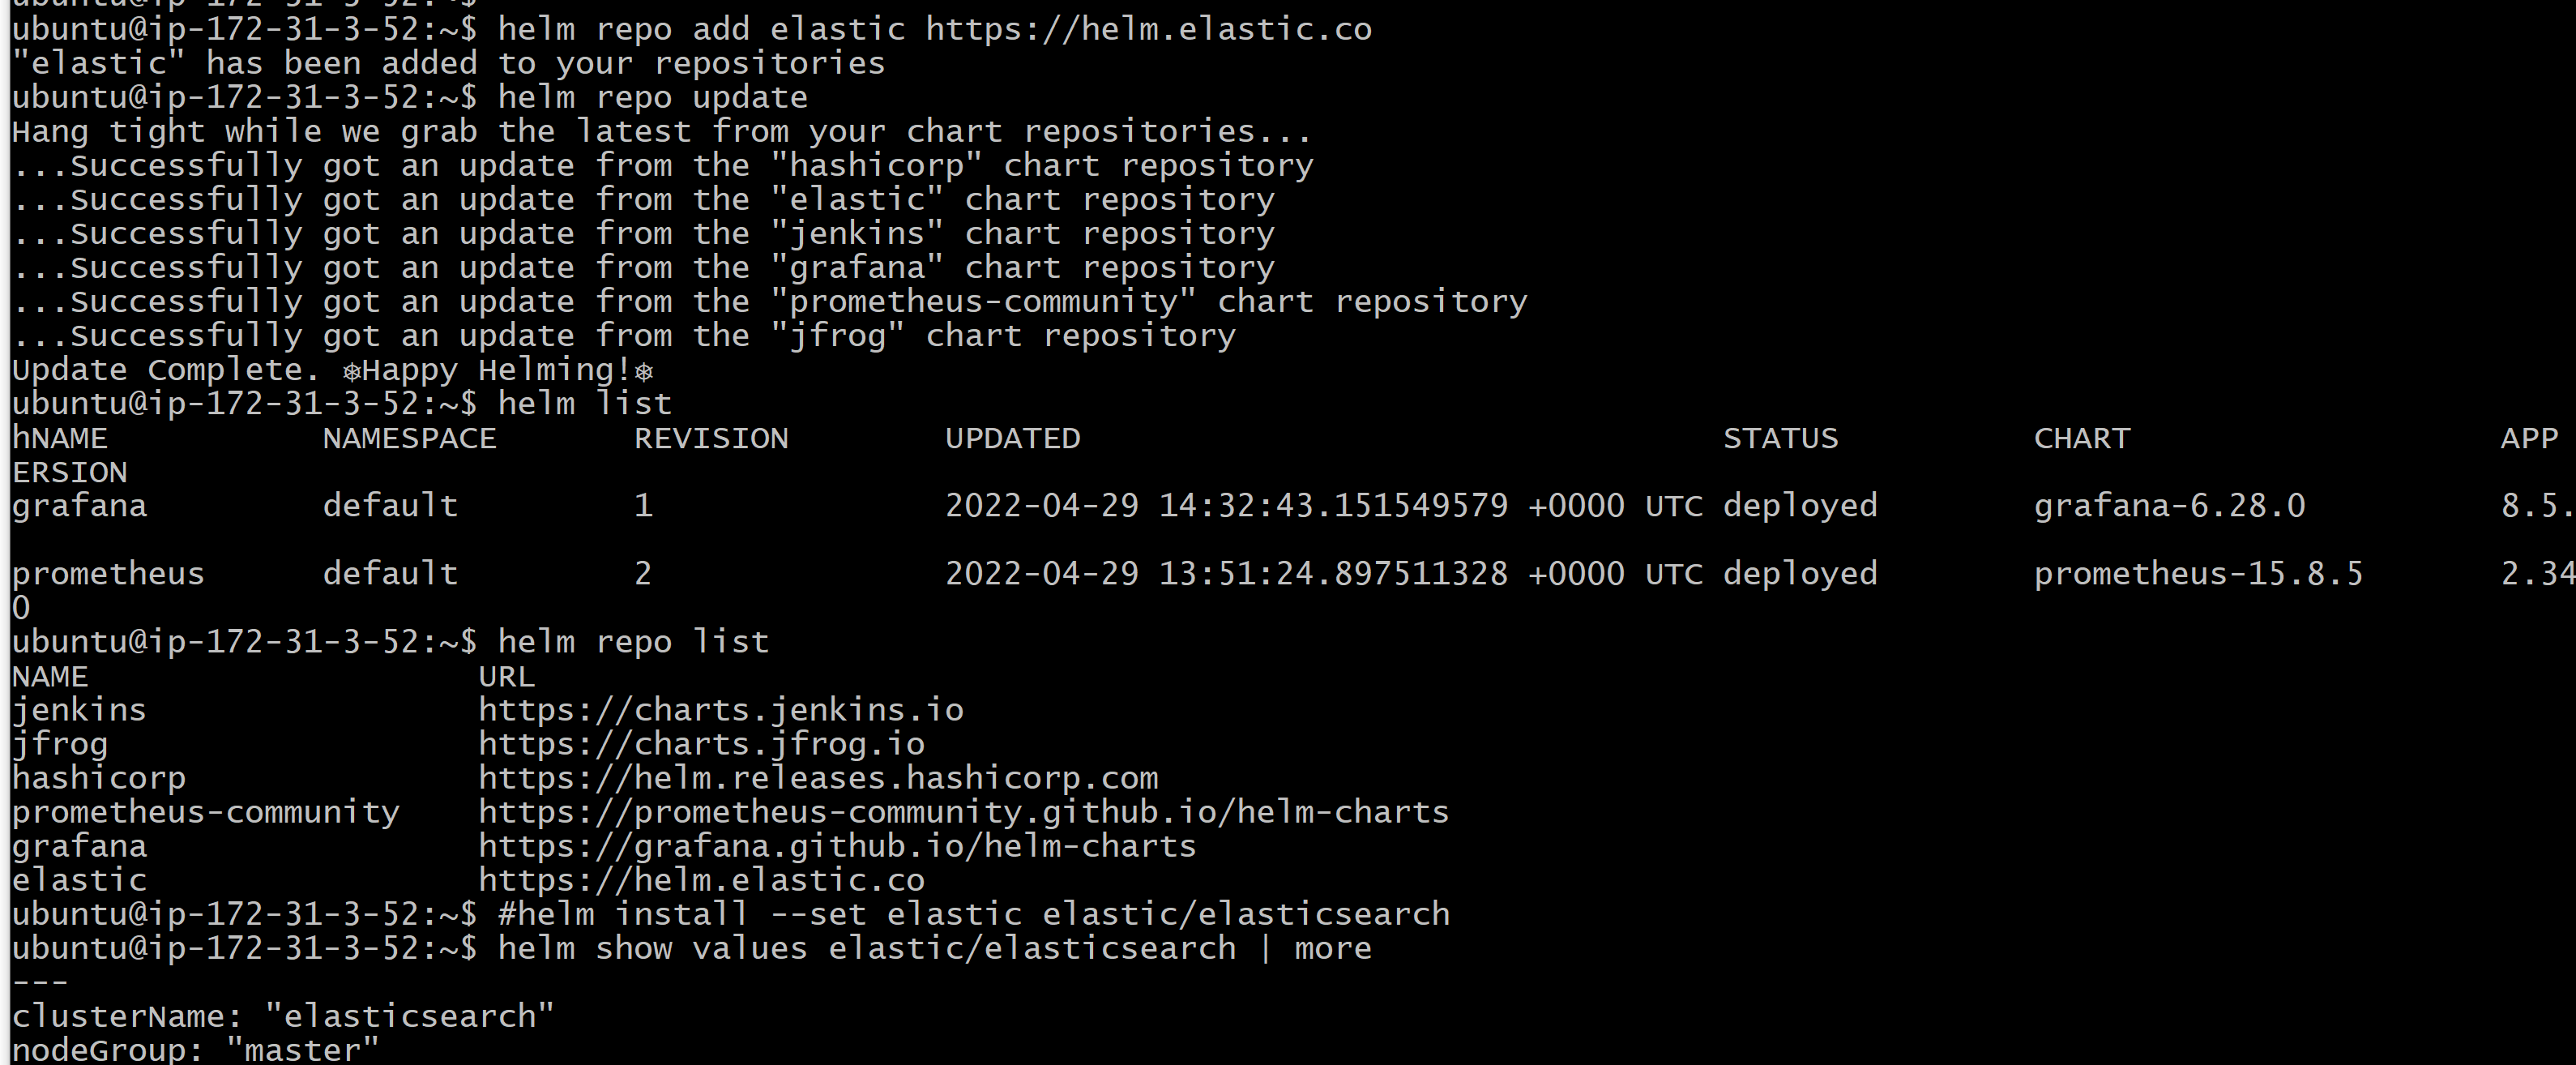 ubuntu@ip-172-31-3-52:~$
ubuntu@ip-172-31-3-52:~$ helm repo add elastic https://helm.elastic.co
"elastic" has been added to your repositories
ubuntu@ip-172-31-3-52:~$ helm repo update
Hang tight while we grab the latest from your chart repositories...
...Successfully got an update from the "hashicorp" chart repository
...Successfully got an update from the "elastic" chart repository
...Successfully got an update from the "jenkins" chart repository
...Successfully got an update from the "grafana" chart repository
...Successfully got an update from the "prometheus-community" chart repository
...Successfully got an update from the "jfrog" chart repository
Update Complete. ⎈Happy Helming!⎈
ubuntu@ip-172-31-3-52:~$ helm list
hNAME NAMESPACE REVISION UPDATED STATUS CHART APP
ERSION
grafana default 1 2022-04-29 14:32:43.151549579 +0000 UTC deployed grafana-6.28.0 8.5.
prometheus default 2 2022-04-29 13:51:24.897511328 +0000 UTC deployed prometheus-15.8.5 2.34
0
ubuntu@ip-172-31-3-52:~$ helm repo list
NAME URL
jenkins https://charts.jenkins.io
jfrog https://charts.jfrog.io
hashicorp https://helm.releases.hashicorp.com
prometheus-community https://prometheus-community.github.io/helm-charts
grafana https://grafana.github.io/helm-charts
elastic https://helm.elastic.co
ubuntu@ip-172-31-3-52:~$ #helm install --set elastic elastic/elasticsearch
ubuntu@ip-172-31-3-52:~$ helm show values elastic/elasticsearch | more
---
clusterName: "elasticsearch"
nodeGroup: "master"